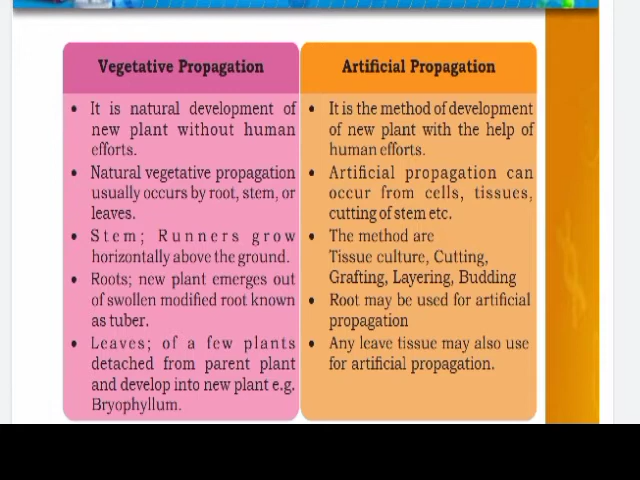 Vegetative Propagation
• It is natural development of
new plant without human
efforts.
• Natural vegetative propagation
usually occurs by root, stem, or
leaves.
• Stem; Runners grow
horizontally above the ground.
• Roots; new plant emerges out
of swollen modified root known
as tuber.
• Leaves; of a few plants
detached from parent plant
and develop into new plant e.g.
Bryophyllum.
Artificial Propagation
• It is the method of development
of new plant with the help of
human efforts.
• Artificial propagation can
occur from cells, tissues,
cutting of stem etc.
• The method are
Tissue culture, Cutting,
Grafting, Layering, Budding
• Root may be used for artificial
propagation
• Any leave tissue may also use
for artificial propagation.